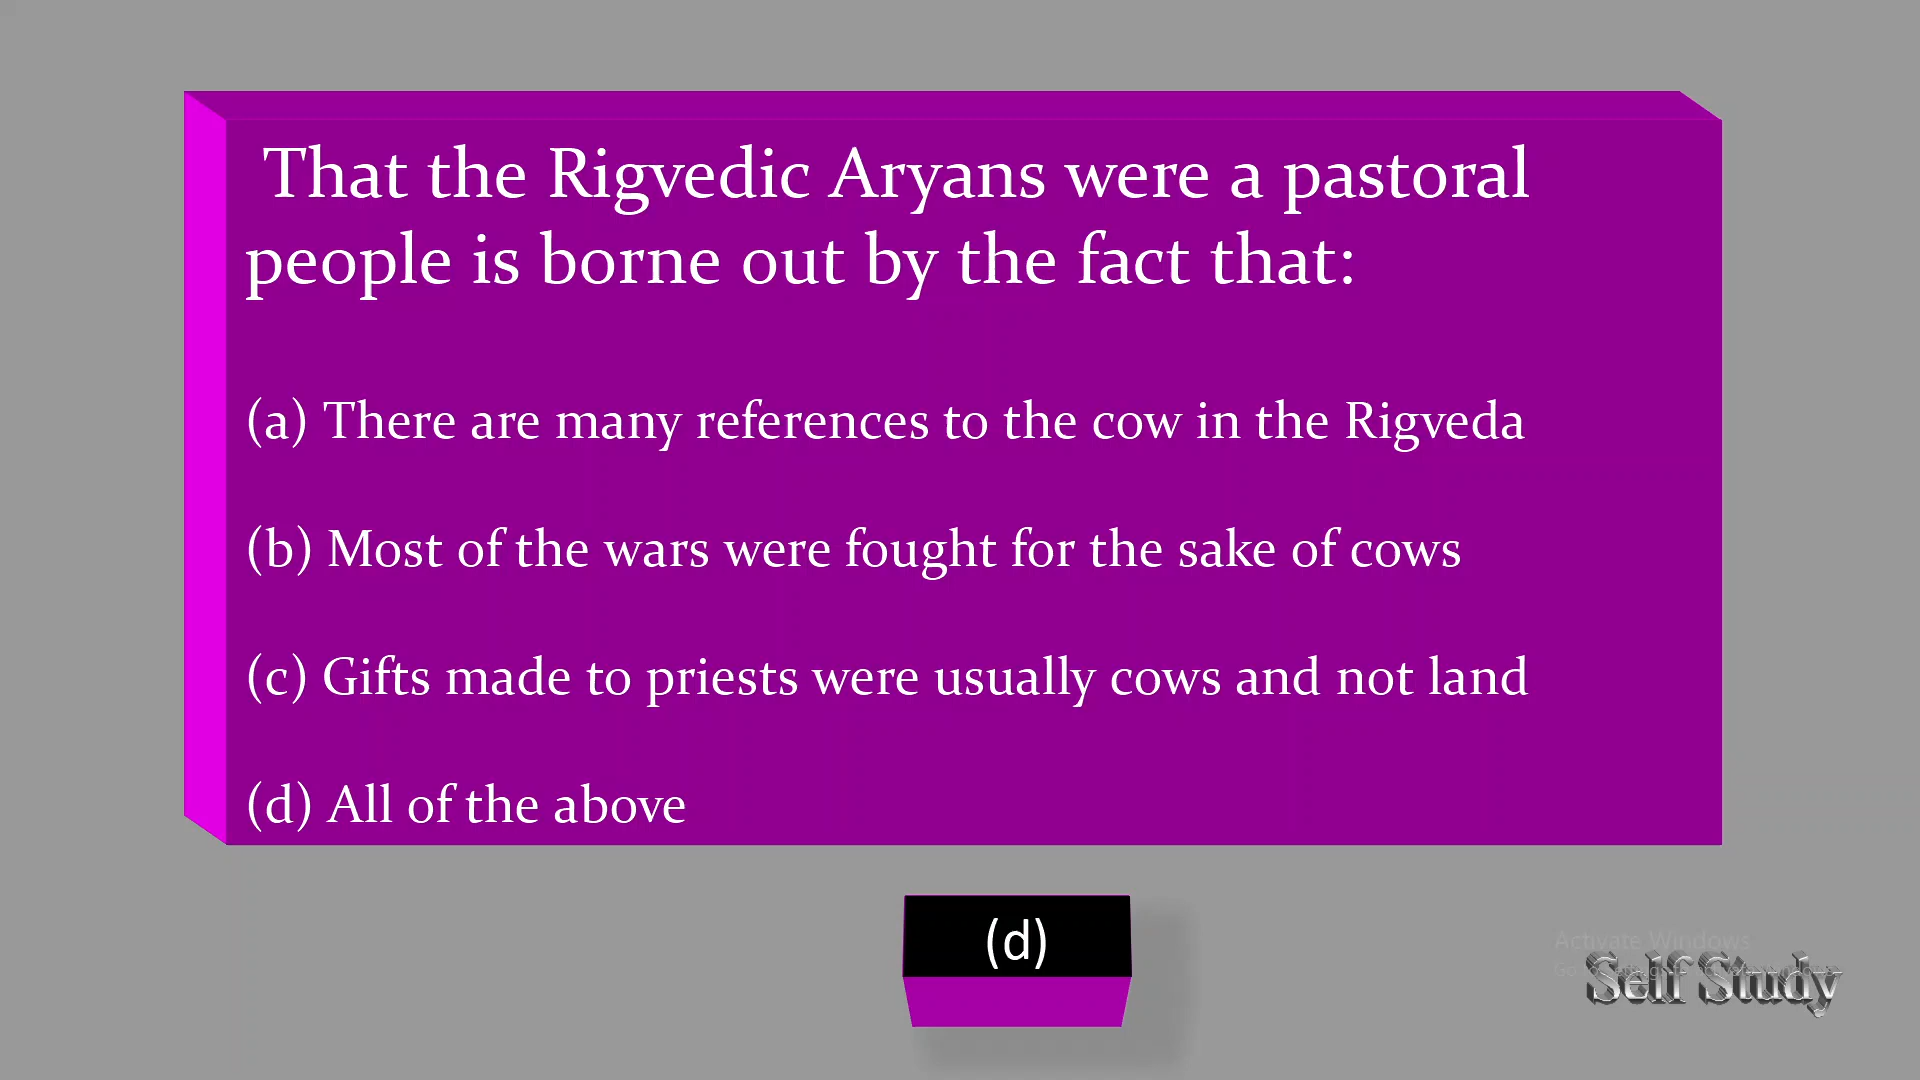 That the Rigvedic Aryans were a pastoral
people is borne out by the fact that:
(a) There are many references to the cow in the Rigveda
(b) Most of the wars were fought for the sake of cows
(c) Gifts made to priests were usually cows and not land
(d) All of the above
(d)
Activate Windows
Self Study